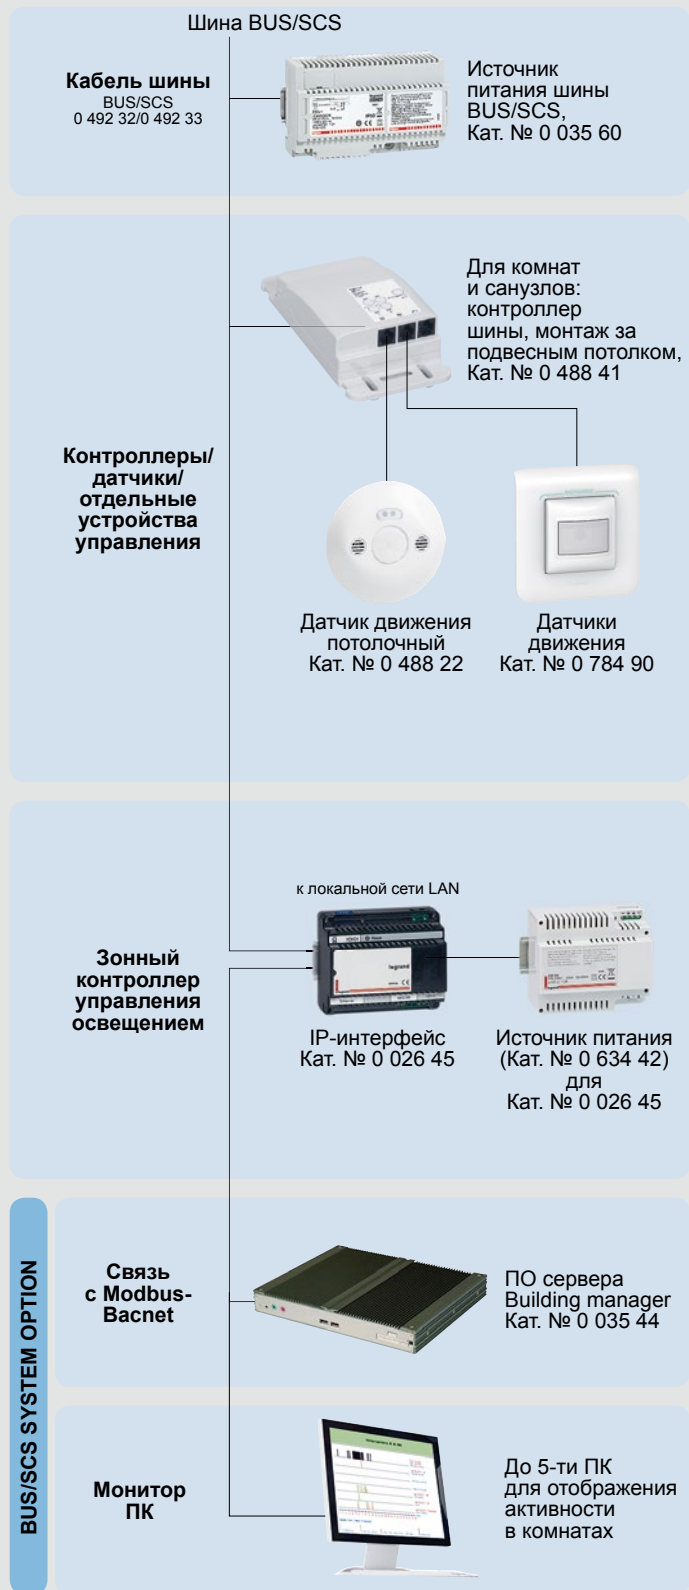 Шина BUS/SCS
Кабель шины
BUS/SCS
0 492 32/0 492 33
Источник
питания шины
BUS/SCS,
Кат. № 0 035 60
Для комнат
и санузлов:
контроллер
шины, монтаж за
подвесным потолком,
Кат. № 0 488 41
Контроллеры/
датчики/
отдельные
устройства
управления
Датчик движения
потолочный
Кат. № 0 488 22
Датчики
движения
Кат. № 0 784 90
к локальной сети LAN
Зонный
контроллер
управления
освещением
legrand
IP-интерфейс
Кат. № 0 026 45
Источник питания
(Кат. № 0 634 42)
для
Кат. № 0 026 45
BUS/SCS SYSTEM OPTION
Связь
с Modbus-
Bacnet
ПО сервера
Building manager
Кат. № 0 035 44
Монитор
ПК
До 5-ти ПК
для отображения
активности
в комнатах